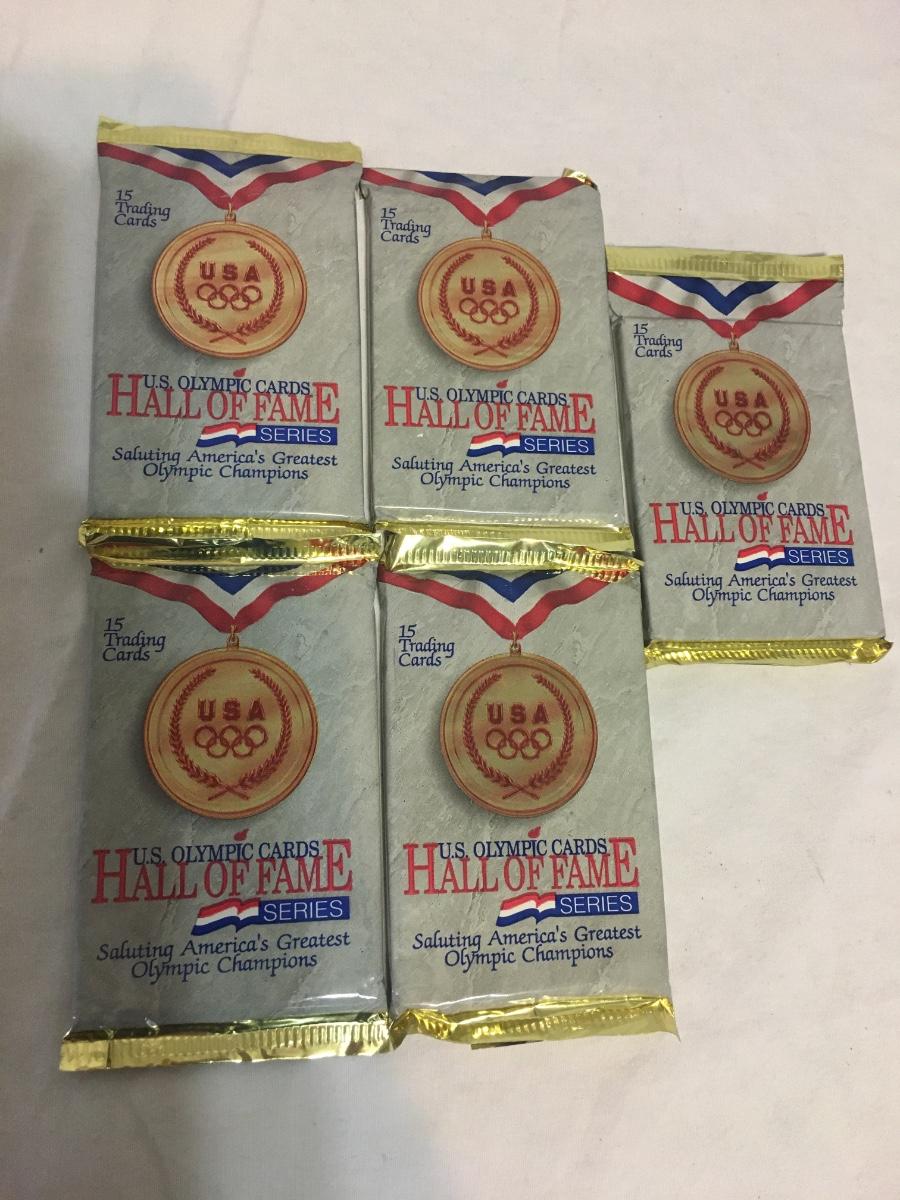 15
Trading
Cards
USA
U.S. OLYMPIC CARDS
HALL OF FAME
SERIES
Saluting America's Greatest
Olympic Champions
15
Trading
Cards
USA
U.S. OLYMPIC CARDS
HALL OF FAME
SERIES
Saluting America's Greatest
Olympic Champions
15
Trading
Cards
USA
U.S. OLYMPIC CARDS
HALL OF FAME
SERIES
Saluting America's Greatest
Olympic Champions
15
Trading
Cards
USA
U.S. OLYMPIC CARDS
HALL OF FAME
SERIES
Saluting America's Greatest
Olympic Champions
15
Trading
Cards
USA
U.S. OLYMPIC CARDS
HALL OF FAME
SERIES
Saluting America's Greatest
Olympic Champions